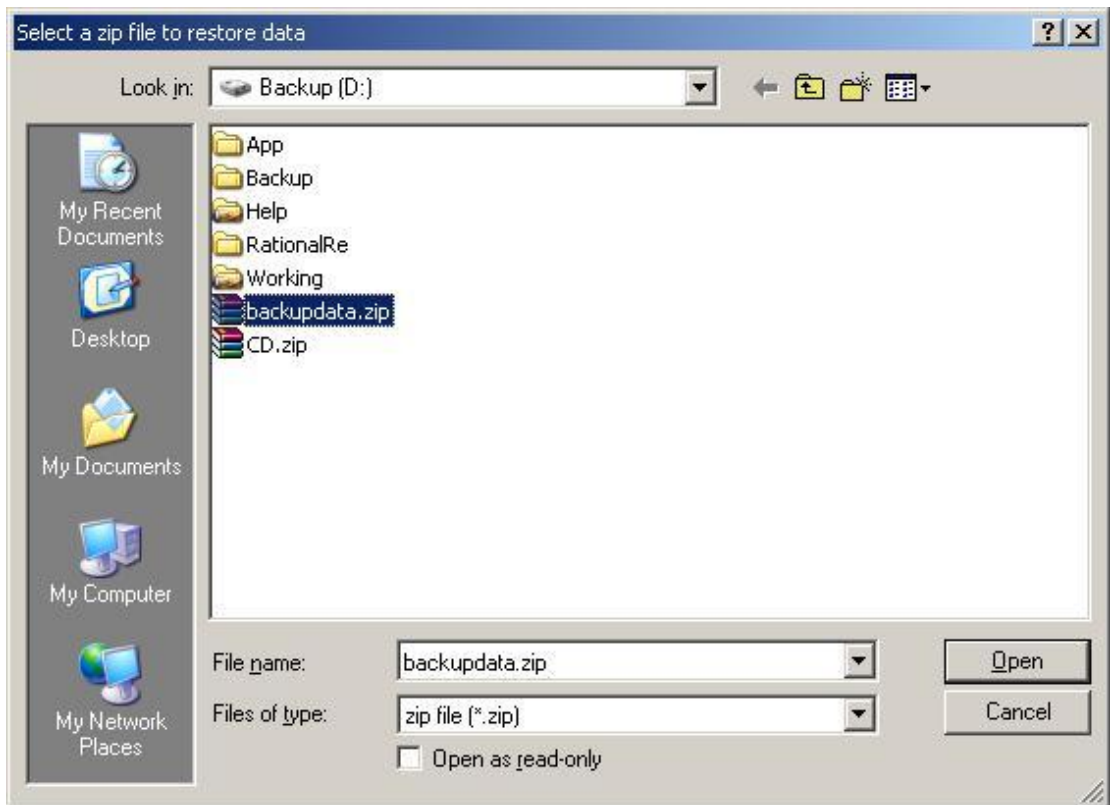 Select a zip file to restore data
Look in:
Backup (D:)
My Recent
Documents
Desktop
My Documents
My Computer
My Network
Places
App
Backup
Help
RationalRe
Working
backupdata.zip
CD.zip
File name:
backupdata.zip
Open
Files of type:
zip file (*.zip)
Cancel
Open as read-only